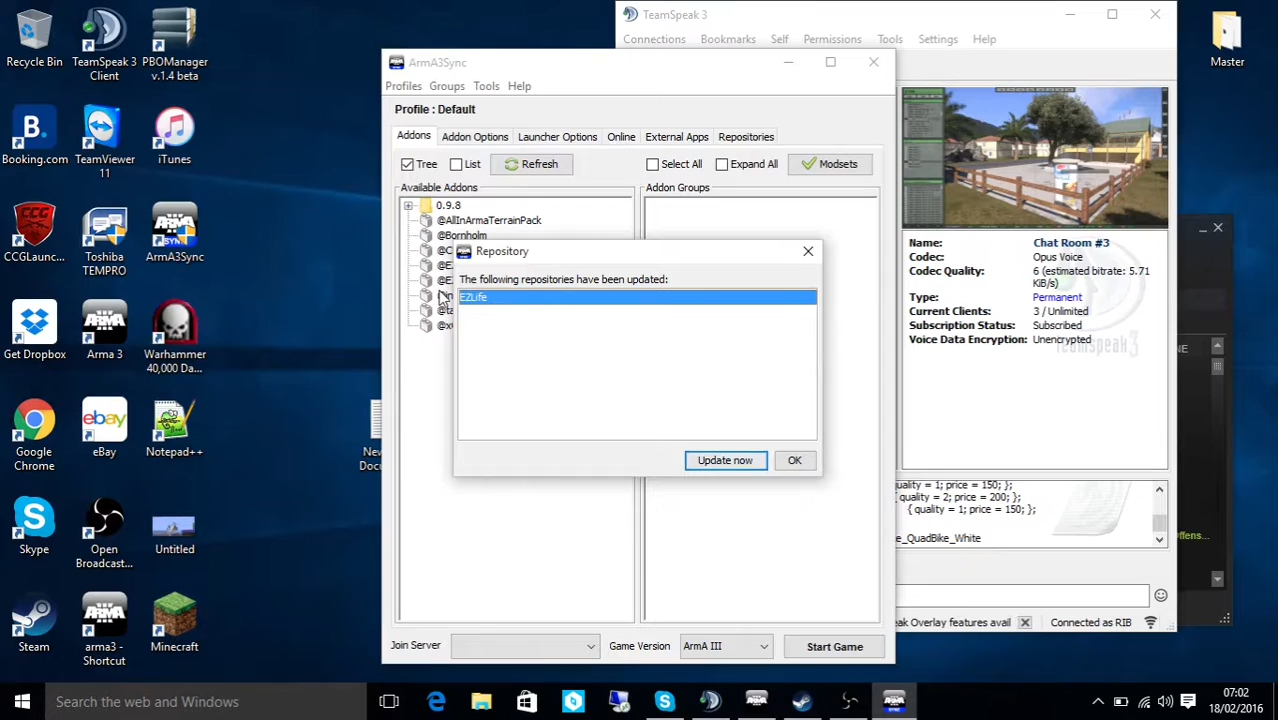 TeamSpeak 3
Connections Bookmarks Self Permissions Tools Settings Help
Recycle Bin
TeamSpeak 3 Client
PBOManager v.1.4 beta
Master
Booking.com
TeamViewer 11
iTunes
CCGLaunc...
Toshiba TEMPRO
ArmA3Sync
Get Dropbox
Arma 3
Warhammer 40,000 Da...
Google Chrome
eBay
Notepad++
Skype
Open Broadcast...
Untitled
Steam
arma3 - Shortcut
Minecraft
ArmA3Sync
Profiles Groups Tools Help
Profile : Default
Addons Addon Options Launcher Options Online External Apps Repositories
Tree List Refresh Select All Expand All Modsets
Available Addons
Addon Groups
0.9.8
@AllInArmaTerrainPack
@Bornholm
Repository
The following repositories have been updated:
EZLife
Update now OK
Join Server Game Version ArmA III Start Game
Name: Chat Room #3
Codec: Opus Voice
Codec Quality: 6 (estimated bitrate: 5.71 KiB/s)
Type: Permanent
Current Clients: 3 / Unlimited
Subscription Status: Subscribed
Voice Data Encryption: Unencrypted
teamspeak3
quality = 1; price = 150; };
{ quality = 2; price = 200; };
{ quality = 1; price = 150; };
e_QuadBike_White
eak Overlay features avail
Connected as RIB
Offens...
Search the web and Windows
07:02
18/02/2016